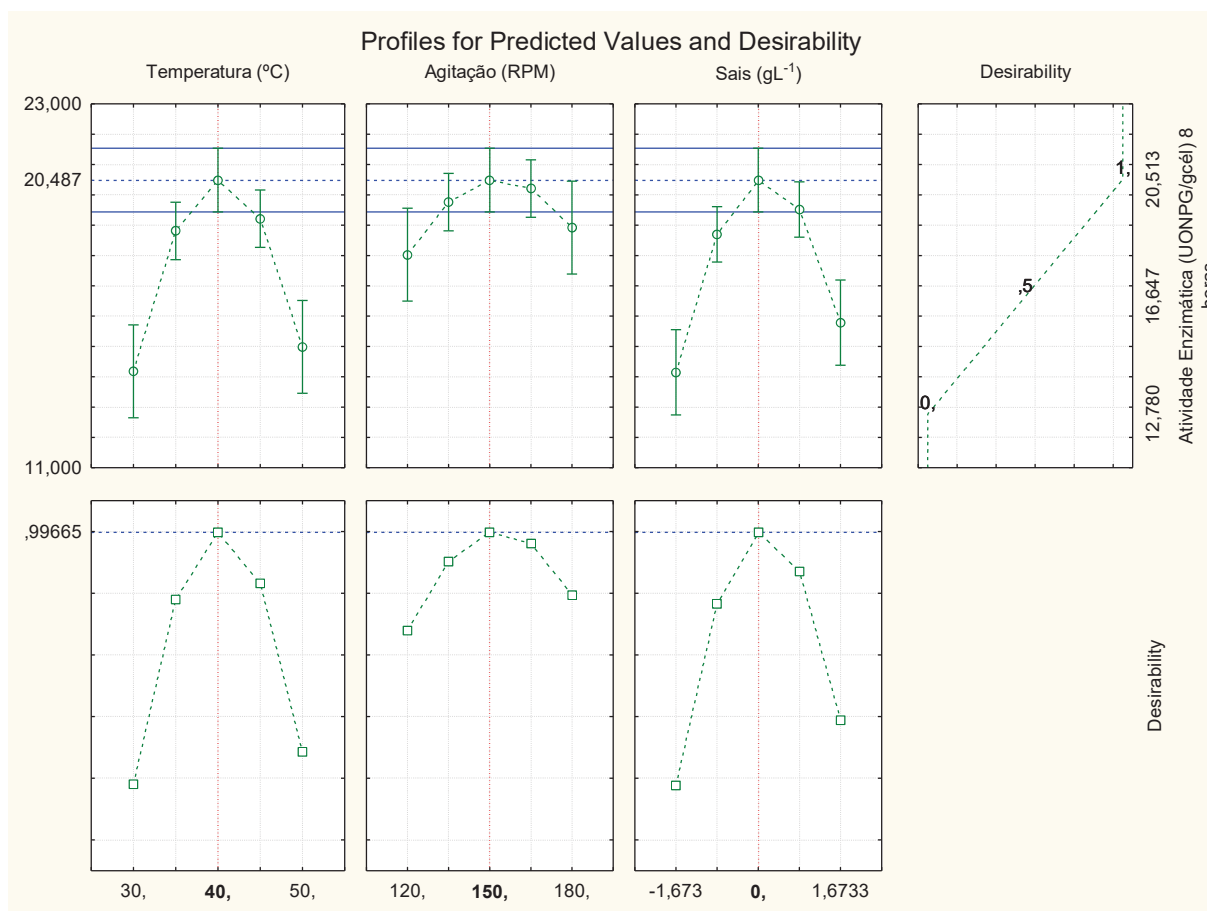 Profiles for Predicted Values and Desirability
Temperatura (ºC)
Agitação (RPM)
Sais (gL⁻¹)
Desirability
23,000
20,487
11,000
1,
,5
0,
20,513
16,647
12,780
Atividade Enzimática (UONPG/gcél) 8
,99665
Desirability
30, 40, 50,
120, 150, 180,
-1,673 0, 1,6733